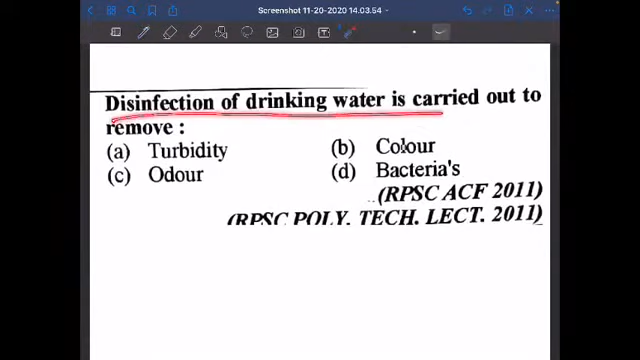 Screenshot 11-20-2020 14.03.54
Disinfection of drinking water is carried out to
remove :
(a) Turbidity (b) Colour
(c) Odour (d) Bacteria's
(RPSC ACF 2011)
(RPSC POLY. TECH. LECT. 2011)